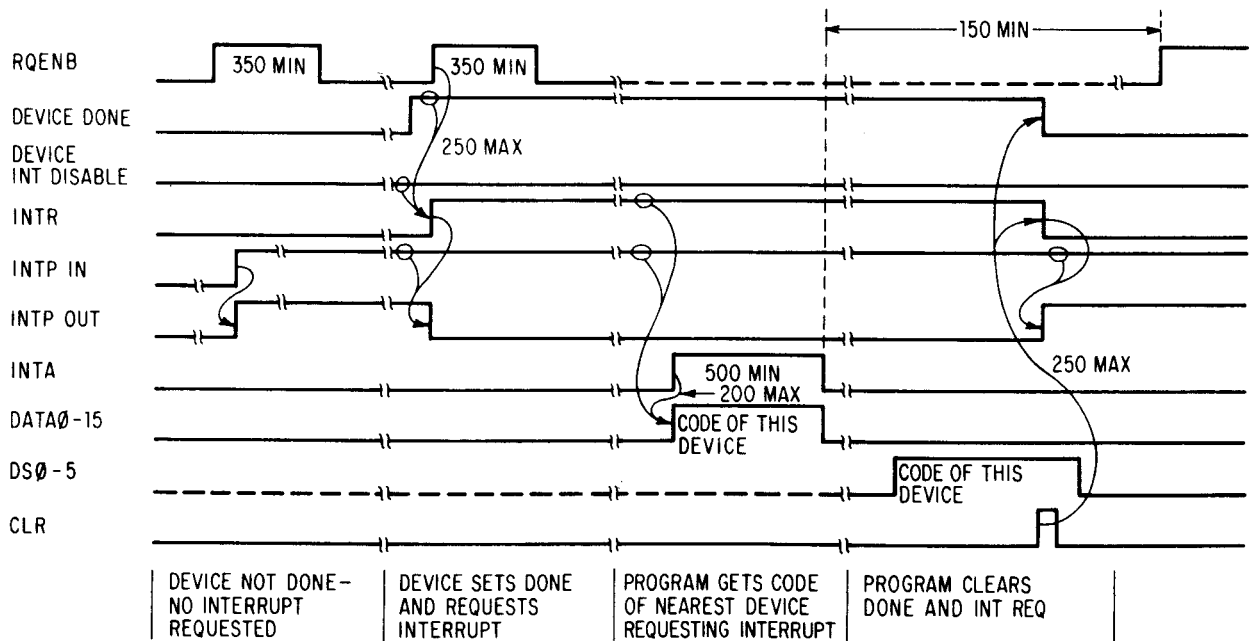 150 MIN
RQENB
350 MIN
350 MIN
DEVICE DONE
250 MAX
DEVICE
INT DISABLE
INTR
INTP IN
INTP OUT
INTA
500 MIN
200 MAX
250 MAX
DATAØ-15
CODE OF THIS
DEVICE
DSØ-5
CODE OF THIS
DEVICE
CLR
DEVICE NOT DONE-
NO INTERRUPT
REQUESTED
DEVICE SETS DONE
AND REQUESTS
INTERRUPT
PROGRAM GETS CODE
OF NEAREST DEVICE
REQUESTING INTERRUPT
PROGRAM CLEARS
DONE AND INT REQ